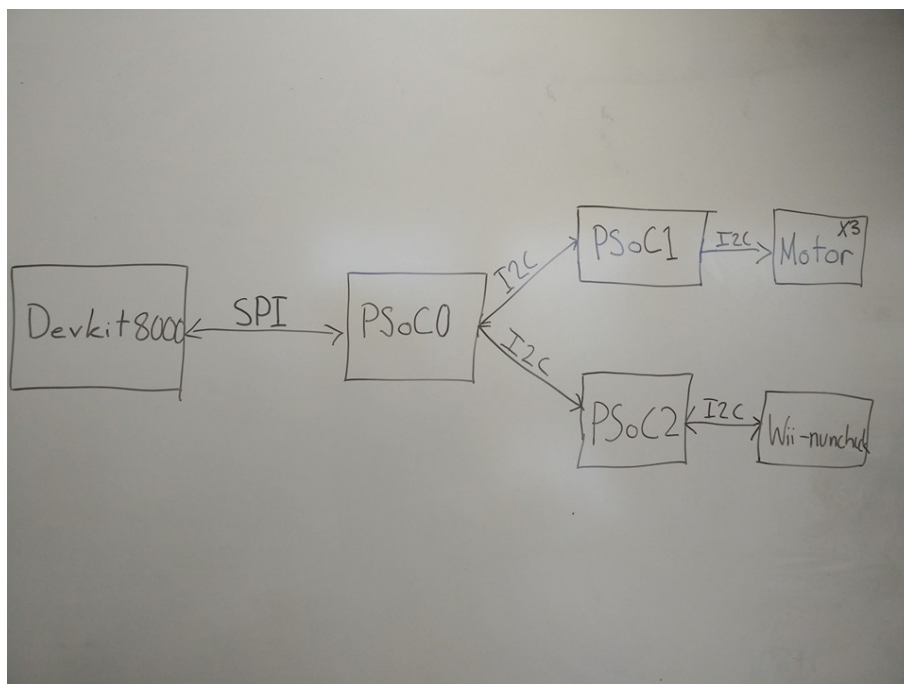 Devkit8000
SPI
PSoC0
I2C
I2C
PSoC1
I2C
Motor
x3
PSoC2
I2C
Wii-nunchuck